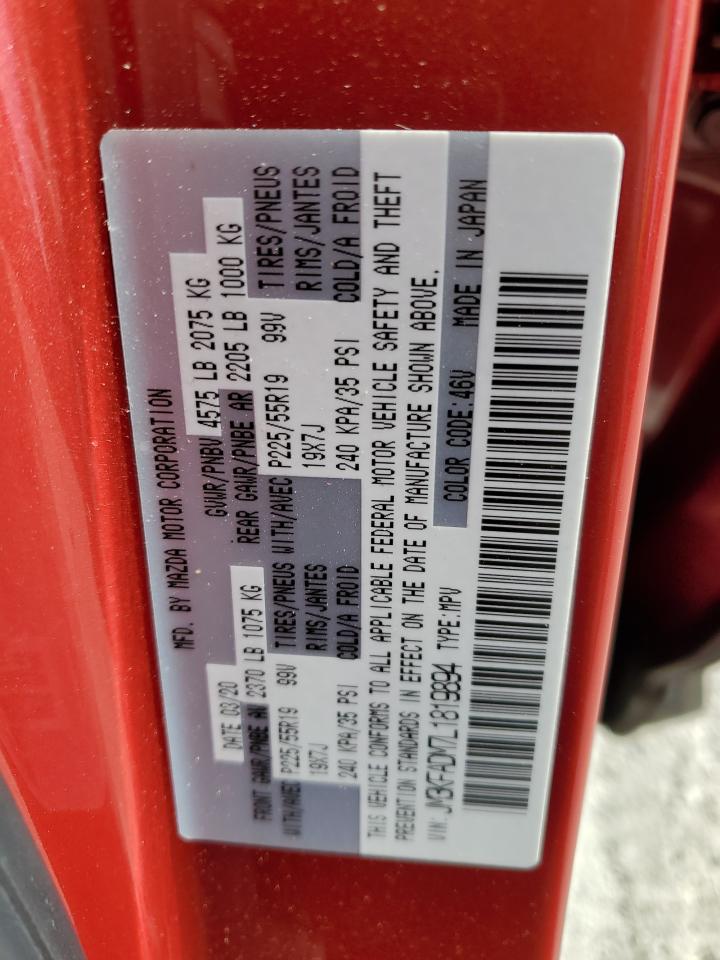 MFD. BY MAZDA MOTOR CORPORATION
DATE 03/20 GVWR/PNBV 4575 LB 2075 KG
FRONT GAWR/PNBE AV 2370 LB 1075 KG REAR GAWR/PNBE AR 2205 LB 1000 KG
WITH/AVEC P225/55R19 99V TIRES/PNEUS WITH/AVEC P225/55R19 99V TIRES/PNEUS
19X7J RIMS/JANTES 19X7J RIMS/JANTES
240 KPA/35 PSI COLD/A FROID 240 KPA/35 PSI COLD/A FROID
THIS VEHICLE CONFORMS TO ALL APPLICABLE FEDERAL MOTOR VEHICLE SAFETY AND THEFT
PREVENTION STANDARDS IN EFFECT ON THE DATE OF MANUFACTURE SHOWN ABOVE.
VIN: JM3KFADM7L1819894 TYPE:MPV COLOR CODE:46V MADE IN JAPAN